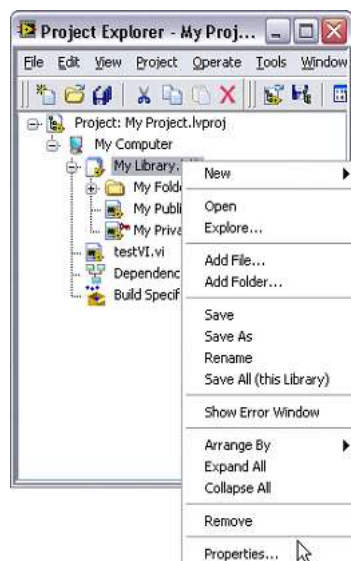 Project Explorer - My Proj...
File Edit View Project Operate Tools Window
Project: My Project.lvproj
My Computer
My Library.
My Fold
My Publi
My Priva
testVI.vi
Dependenc
Build Specif
New
Open
Explore...
Add File...
Add Folder...
Save
Save As
Rename
Save All (this Library)
Show Error Window
Arrange By
Expand All
Collapse All
Remove
Properties...